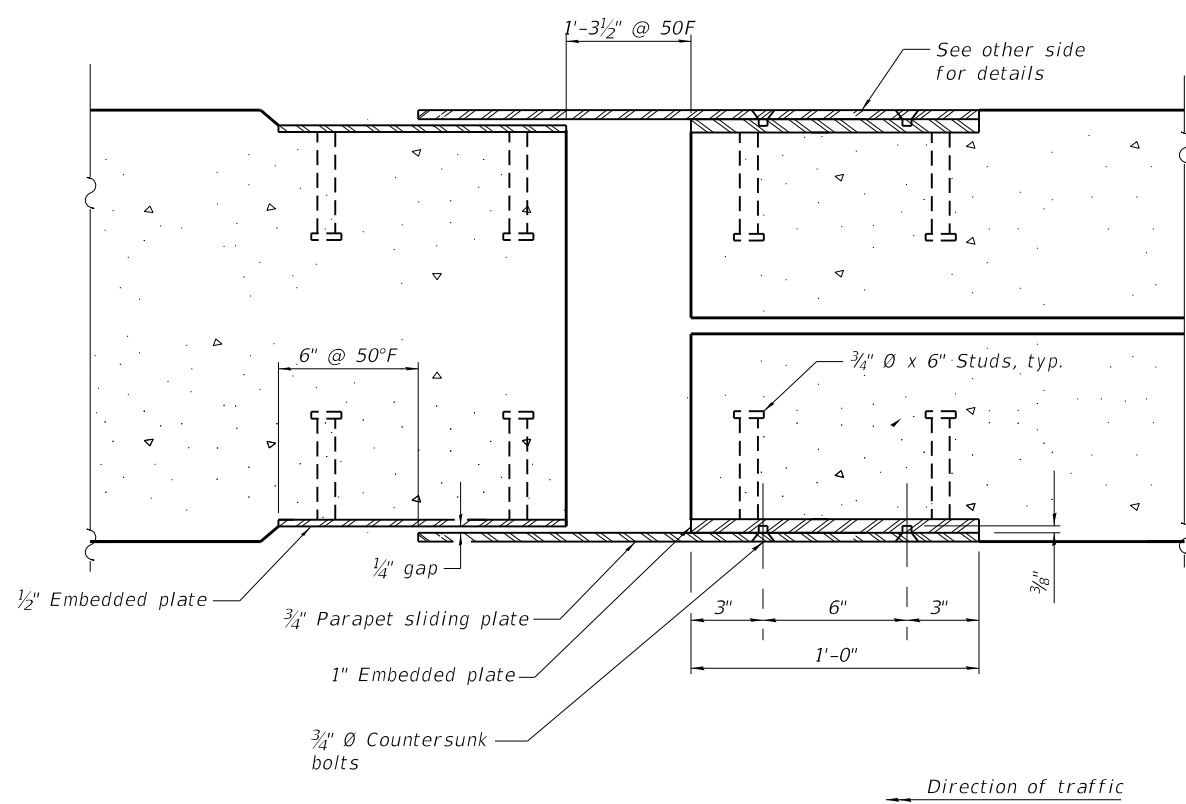 1'-3½" @ 50F
See other side
for details
6" @ 50°F
¾" Ø x 6" Studs, typ.
¼" gap
⅜"
½" Embedded plate
¾" Parapet sliding plate
3"
6"
3"
1'-0"
1" Embedded plate
¾" Ø Countersunk
bolts
Direction of traffic